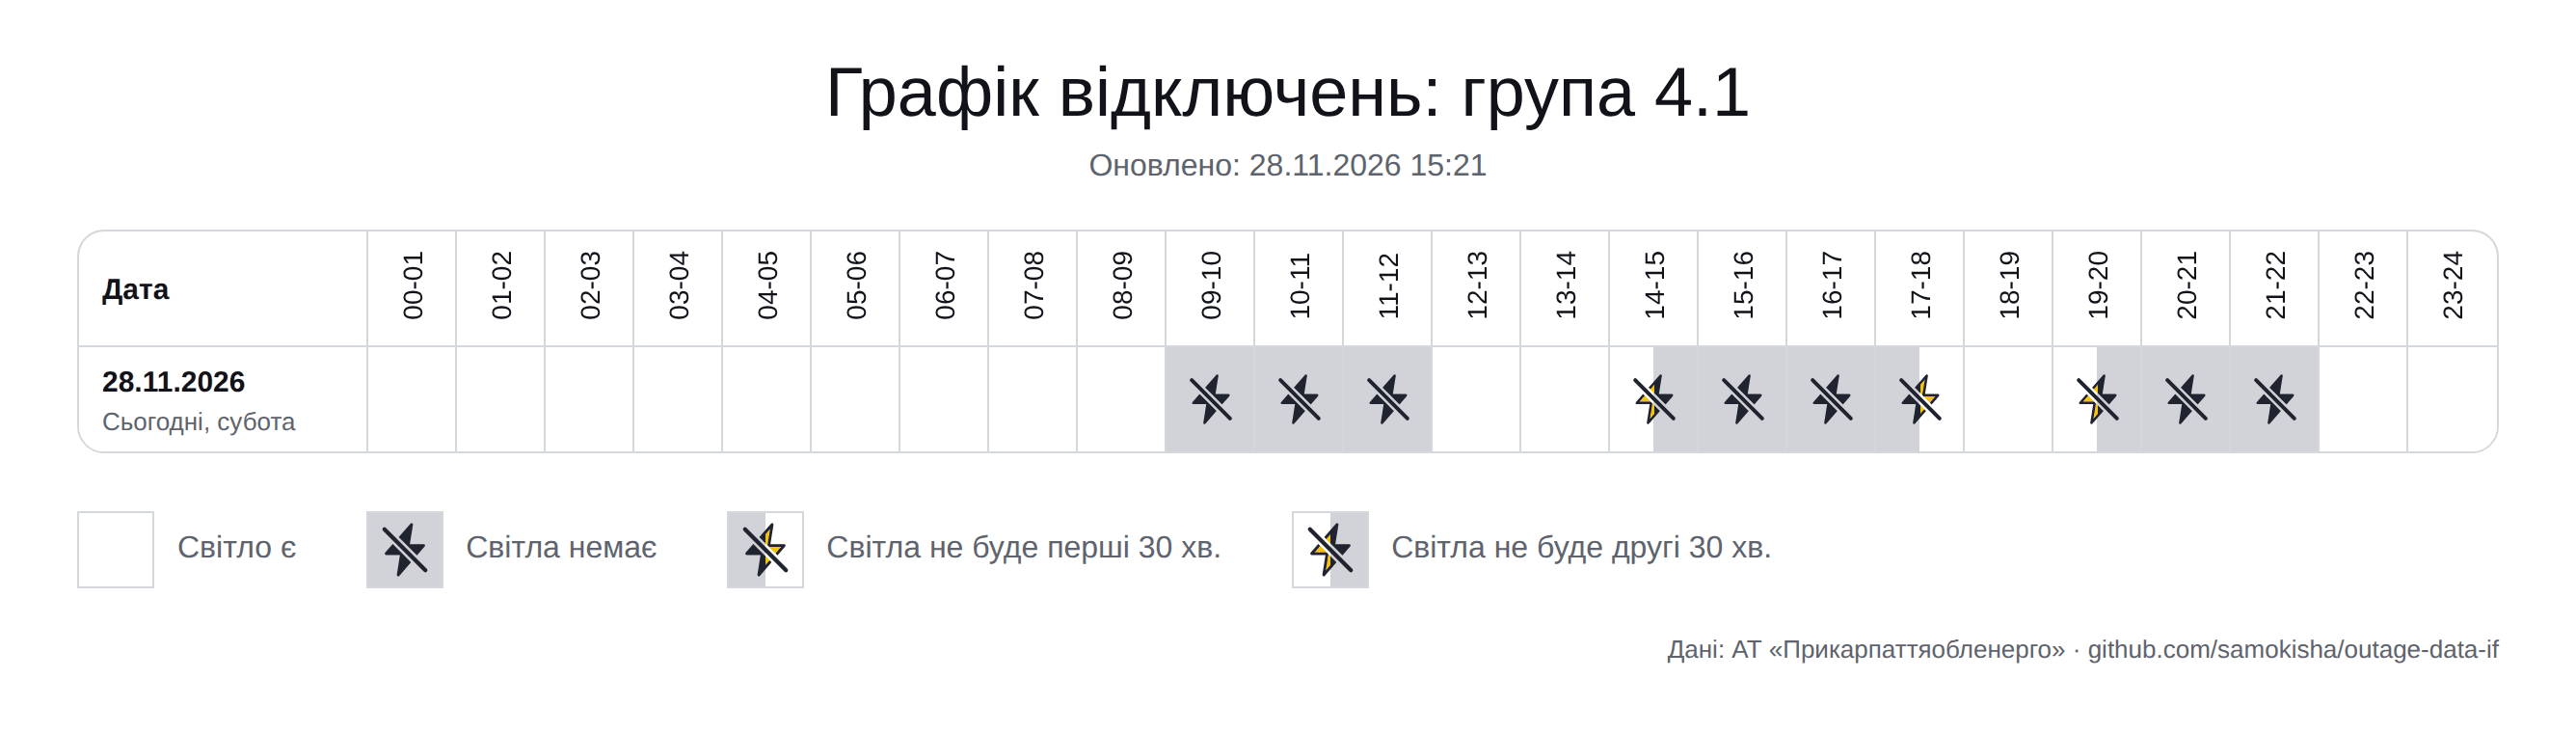 Графік відключень: група 4.1
Оновлено: 28.11.2026 15:21
Дата 00-01 01-02 02-03 03-04 04-05 05-06 06-07 07-08 08-09 09-10 10-11 11-12 12-13 13-14 14-15 15-16 16-17 17-18 18-19 19-20 20-21 21-22 22-23 23-24
28.11.2026
Сьогодні, субота
Світло є Світла немає Світла не буде перші 30 хв. Світла не буде другі 30 хв.
Дані: АТ «Прикарпаттяобленерго» · github.com/samokisha/outage-data-if